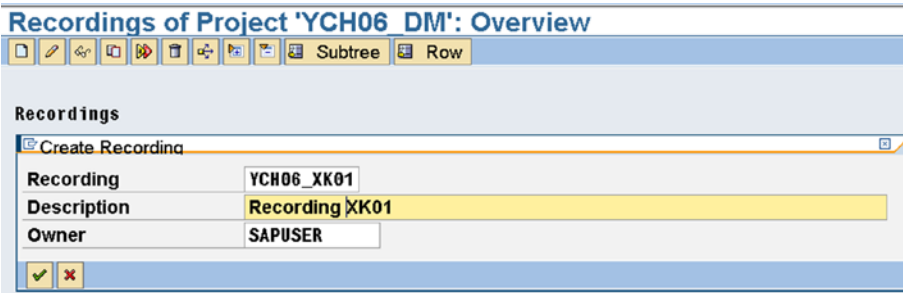 Recordings of Project 'YCH06_DM': Overview
Subtree Row
Recordings
Create Recording
Recording YCH06_XK01
Description Recording XK01
Owner SAPUSER